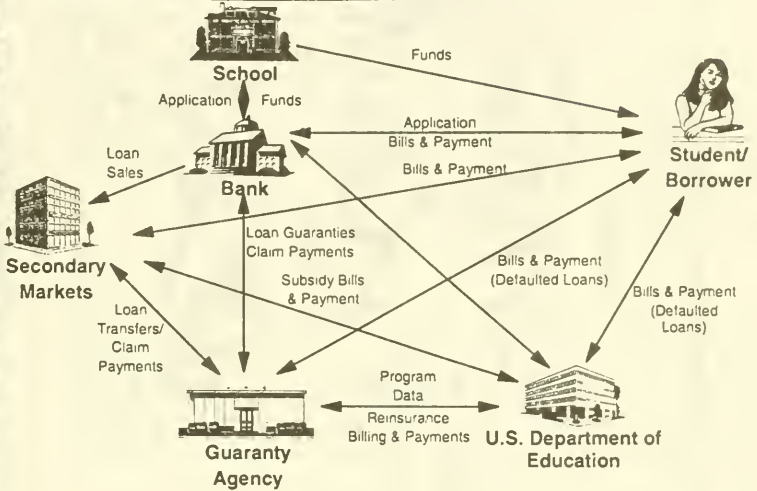 School
Funds
Application Funds
Application
Bills & Payment
Student/
Borrower
Loan
Sales
Bank
Bills & Payment
Secondary
Markets
Loan Guaranties
Claim Payments
Subsidy Bills
& Payment
Bills & Payment
(Defaulted Loans)
Bills & Payment
(Defaulted
Loans)
Loan
Transfers/
Claim
Payments
Program
Data
Reinsurance
Billing & Payments
Guaranty
Agency
U.S. Department of
Education